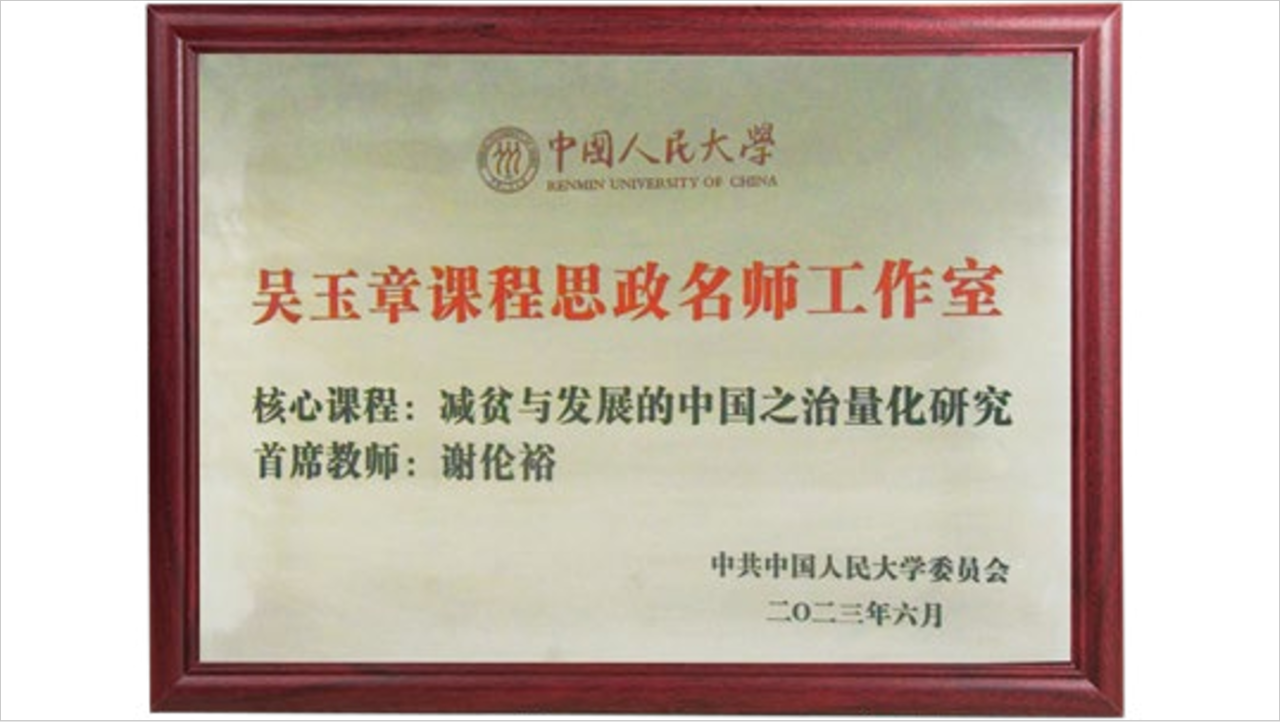 中国人民大學
RENMIN UNIVERSITY OF CHINA
吴玉章课程思政名师工作室
核心课程：减贫与发展的中国之治量化研究
首席教师：谢伦裕
中共中国人民大学委员会
二〇二三年六月